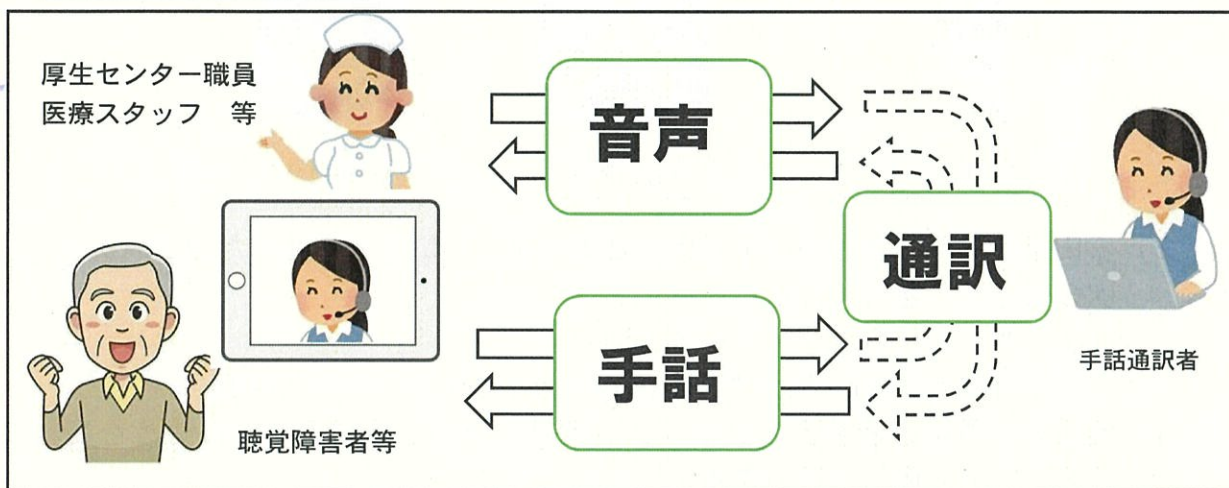 厚生センター職員
医療スタッフ　等
音声
通訳
手話
手話通訳者
聴覚障害者等